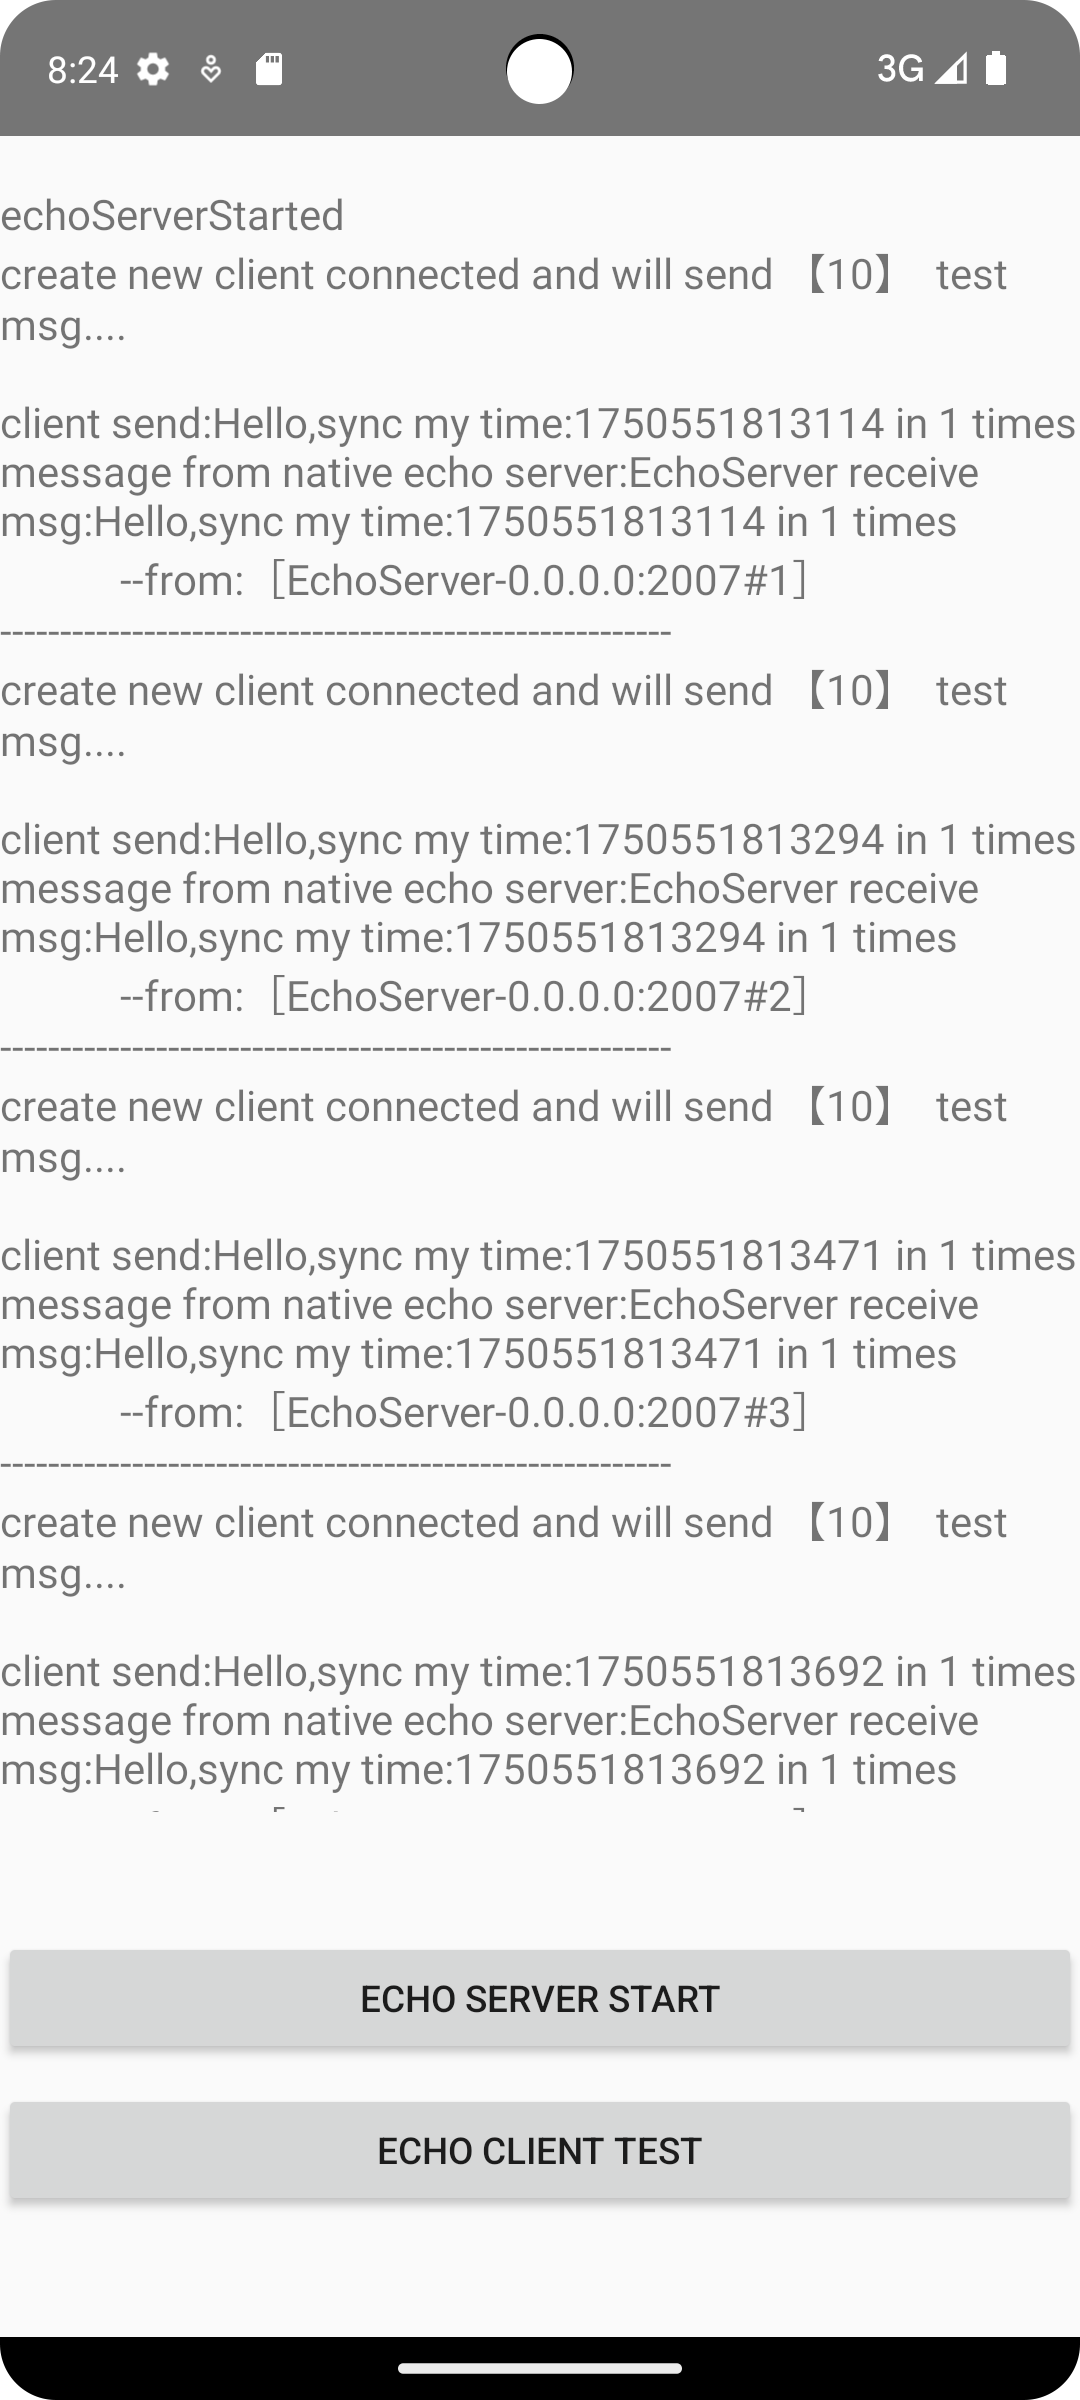 8:24
3G
echoServerStarted
create new client connected and will send 【10】 test
msg....
client send:Hello,sync my time:1750551813114 in 1 times
message from native echo server:EchoServer receive
msg:Hello,sync my time:1750551813114 in 1 times
--from:［EchoServer-0.0.0.0:2007#1］
--------------------------------------------------------
create new client connected and will send 【10】 test
msg....
client send:Hello,sync my time:1750551813294 in 1 times
message from native echo server:EchoServer receive
msg:Hello,sync my time:1750551813294 in 1 times
--from:［EchoServer-0.0.0.0:2007#2］
--------------------------------------------------------
create new client connected and will send 【10】 test
msg....
client send:Hello,sync my time:1750551813471 in 1 times
message from native echo server:EchoServer receive
msg:Hello,sync my time:1750551813471 in 1 times
--from:［EchoServer-0.0.0.0:2007#3］
--------------------------------------------------------
create new client connected and will send 【10】 test
msg....
client send:Hello,sync my time:1750551813692 in 1 times
message from native echo server:EchoServer receive
msg:Hello,sync my time:1750551813692 in 1 times
ECHO SERVER START
ECHO CLIENT TEST